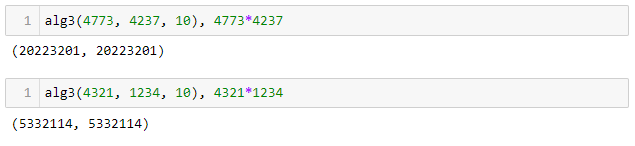 1 alg3(4773, 4237, 10), 4773*4237
(20223201, 20223201)
1 alg3(4321, 1234, 10), 4321*1234
(5332114, 5332114)